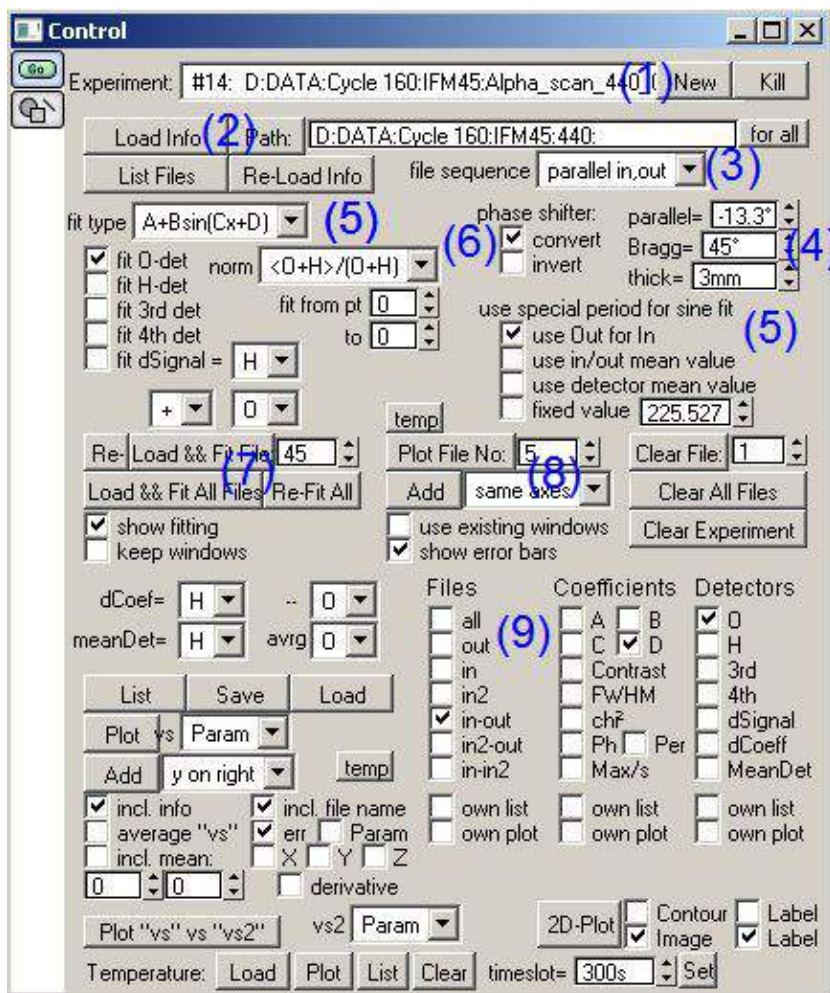 Control
Go
Experiment: #14: D:DATA:Cycle 160:IFM45:Alpha_scan_440 (1) New Kill
Load Info (2) Path: D:DATA:Cycle 160:IFM45:440: for all
List Files Re-Load Info file sequence parallel in,out (3)
fit type A+Bsin(Cx+D) (5) phase shifter: parallel= -13.3°
fit O-det norm <O+H>/(O+H) (6) convert Bragg= 45° (4)
fit H-det invert thick= 3mm
fit 3rd det fit from pt 0 use special period for sine fit
fit 4th det to 0 use Out for In (5)
fit dSignal = H use in/out mean value
use detector mean value
+ O temp fixed value 225.527
Re- Load && Fit File: 45 Plot File No: 5 Clear File: 1
(7) (8)
Load && Fit All Files Re-Fit All Add same axes Clear All Files
show fitting use existing windows Clear Experiment
keep windows show error bars
Files Coefficients Detectors
dCoef= H -- O all A B O
meanDet= H avrg O out (9) C D H
in Contrast 3rd
List Save Load in2 FWHM 4th
Plot vs Param in-out chi² dSignal
in2-out Ph Per dCoeff
Add y on right temp in-in2 Max/s MeanDet
incl. info incl. file name own list own list own list
average "vs" err Param own plot own plot own plot
incl. mean: X Y Z
0 0 derivative
Plot "vs" vs "vs2" vs2 Param 2D-Plot Contour Label
Image Label
Temperature: Load Plot List Clear timeslot= 300s Set